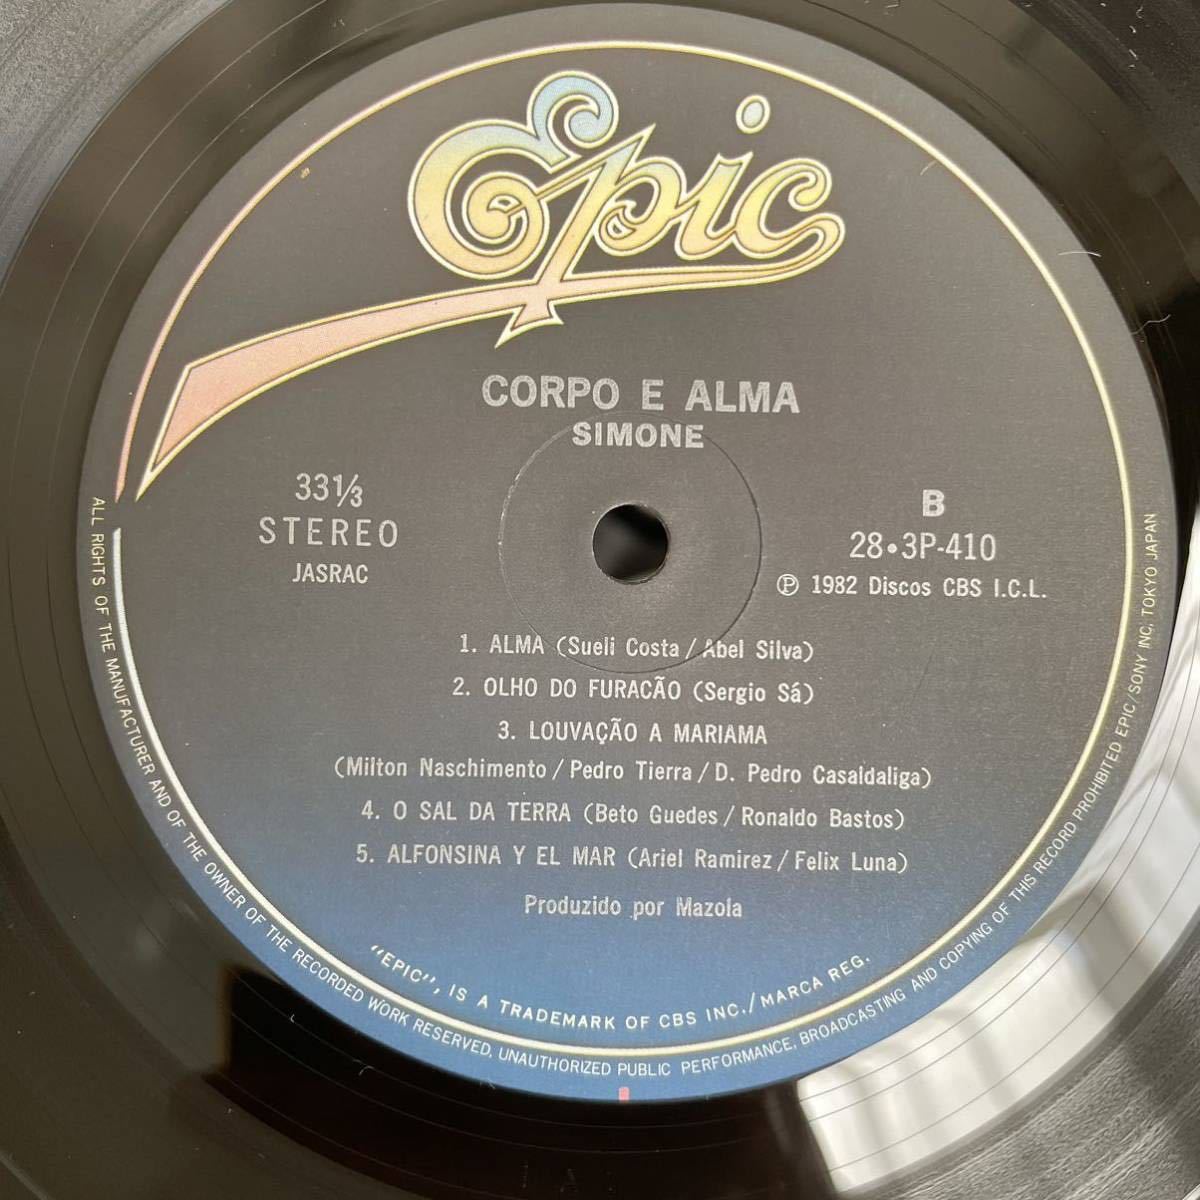 Epic
CORPO E ALMA
SIMONE
33⅓
STEREO
JASRAC
B
28・3P-410
Ⓟ 1982 Discos CBS I.C.L.
1. ALMA (Sueli Costa/Abel Silva)
2. OLHO DO FURACÃO (Sergio Sá)
3. LOUVAÇÃO A MARIAMA
(Milton Naschimento/Pedro Tierra/D. Pedro Casaldaliga)
4. O SAL DA TERRA (Beto Guedes/Ronaldo Bastos)
5. ALFONSINA Y EL MAR (Ariel Ramirez/Felix Luna)
Produzido por Mazola
"EPIC", IS A TRADEMARK OF CBS INC./MARCA REG.
ALL RIGHTS OF THE MANUFACTURER AND OF THE OWNER OF THE RECORDED WORK RESERVED. UNAUTHORIZED PUBLIC PERFORMANCE, BROADCASTING AND COPYING OF THIS RECORD PROHIBITED EPIC/SONY INC. TOKYO JAPAN